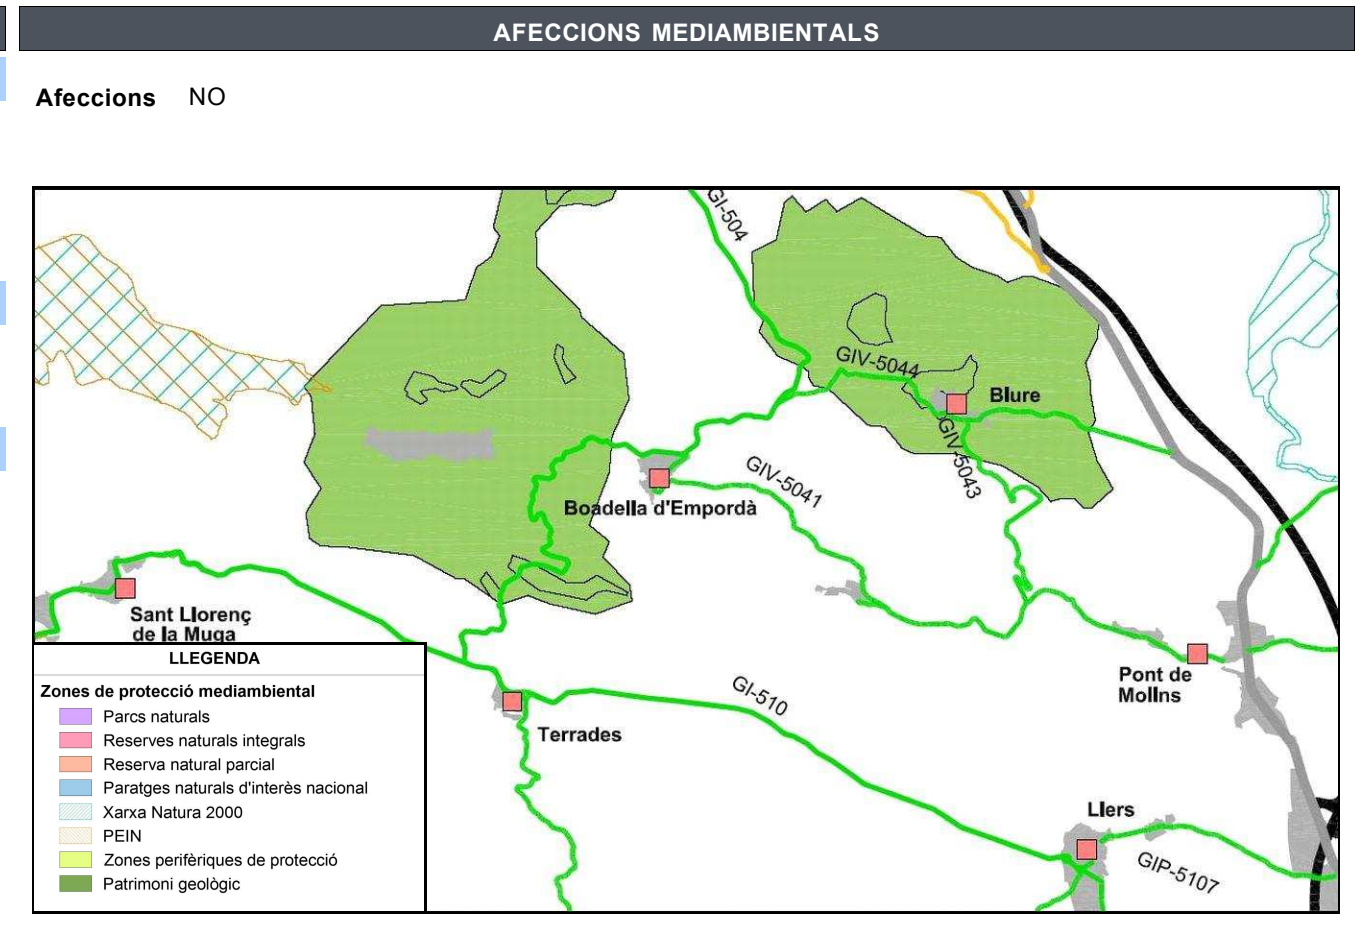 AFECCIONS MEDIAMBIENTALS
Afeccions NO
GI-504
GIV-5044
BIure
GIV-5043
GIV-5041
Boadella d'Empordà
Sant Llorenç
de la Muga
Pont de
MolIns
GI-510
Terrades
Llers
GIP-5107
LLEGENDA
Zones de protecció mediambiental
Parcs naturals
Reserves naturals integrals
Reserva natural parcial
Paratges naturals d'interès nacional
Xarxa Natura 2000
PEIN
Zones perifèriques de protecció
Patrimoni geològic